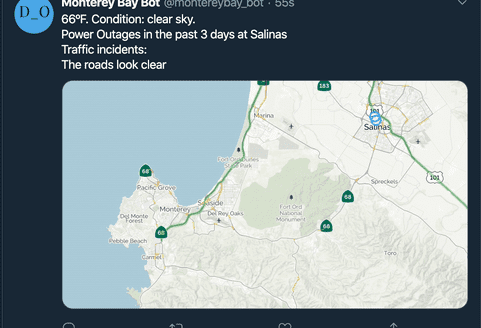 D_O
Monterey Bay Bot @montereybay_bot · 55s
66°F. Condition: clear sky.
Power Outages in the past 3 days at Salinas
Traffic incidents:
The roads look clear
183
Marina
101
Salinas
Fort Ord Dunes
State Park
68
Pacific Grove
Spreckels
101
68
Seaside
Monterey
Del Rey Oaks
Fort Ord
National
Monument
Del Monte
Forest
68
68
Pebble Beach
Carmel
Toro